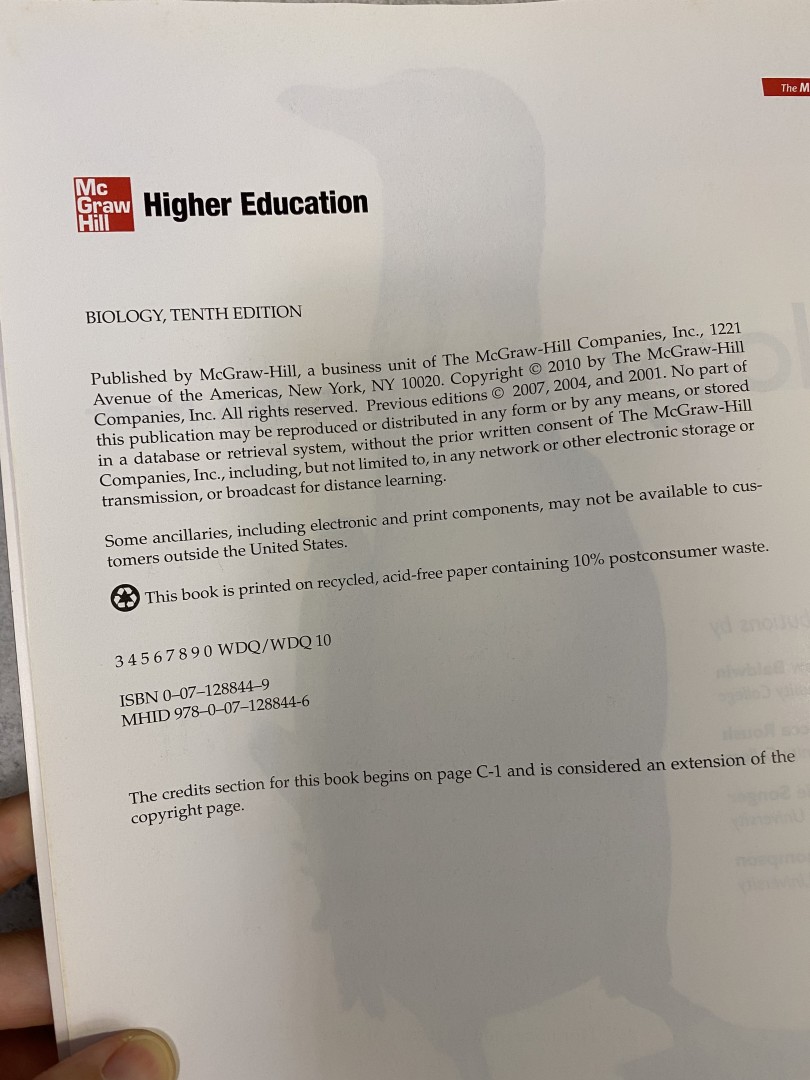 The M
Mc
Graw
Hill
Higher Education
BIOLOGY, TENTH EDITION
Published by McGraw-Hill, a business unit of The McGraw-Hill Companies, Inc., 1221
Avenue of the Americas, New York, NY 10020. Copyright © 2010 by The McGraw-Hill
Companies, Inc. All rights reserved. Previous editions © 2007, 2004, and 2001. No part of
this publication may be reproduced or distributed in any form or by any means, or stored
in a database or retrieval system, without the prior written consent of The McGraw-Hill
Companies, Inc., including, but not limited to, in any network or other electronic storage or
transmission, or broadcast for distance learning.
Some ancillaries, including electronic and print components, may not be available to cus-
tomers outside the United States.
This book is printed on recycled, acid-free paper containing 10% postconsumer waste.
3 4 5 6 7 8 9 0 WDQ/WDQ 10
ISBN 0–07–128844–9
MHID 978–0–07–128844-6
The credits section for this book begins on page C-1 and is considered an extension of the
copyright page.